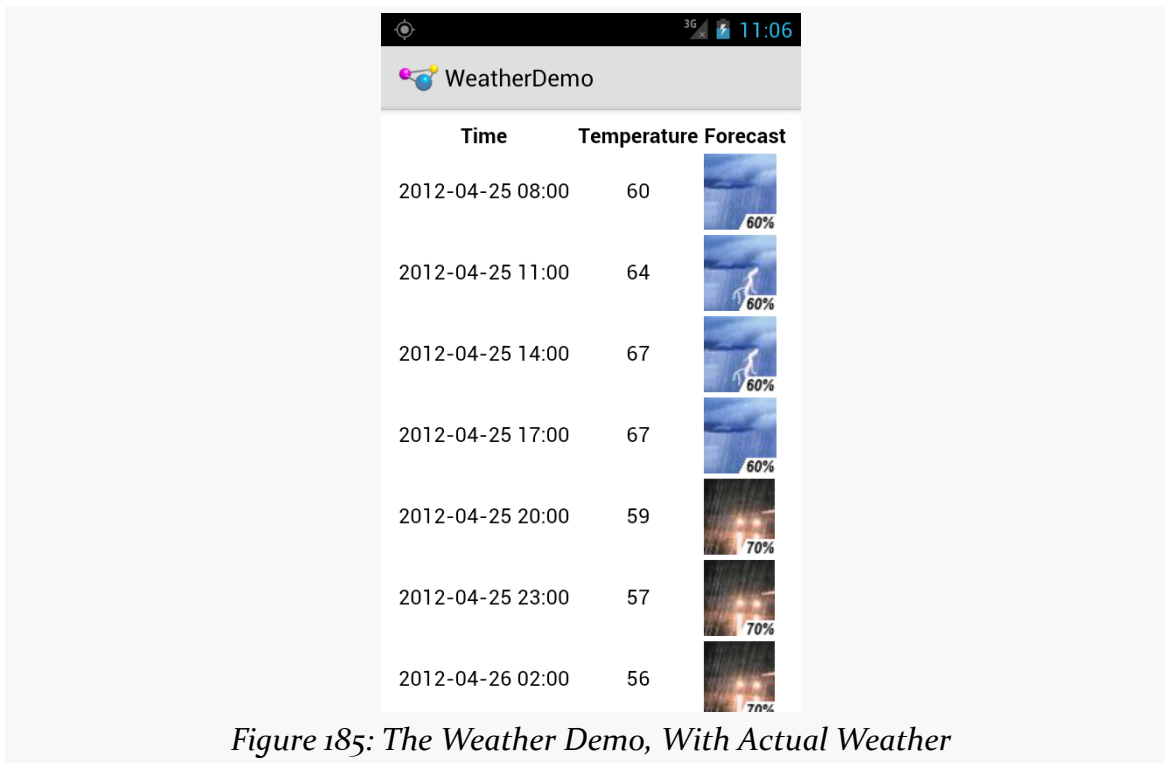 3G 11:06
WeatherDemo
Time Temperature Forecast
2012-04-25 08:00 60 60%
2012-04-25 11:00 64 60%
2012-04-25 14:00 67 60%
2012-04-25 17:00 67 60%
2012-04-25 20:00 59 70%
2012-04-25 23:00 57 70%
2012-04-26 02:00 56 70%
Figure 185: The Weather Demo, With Actual Weather